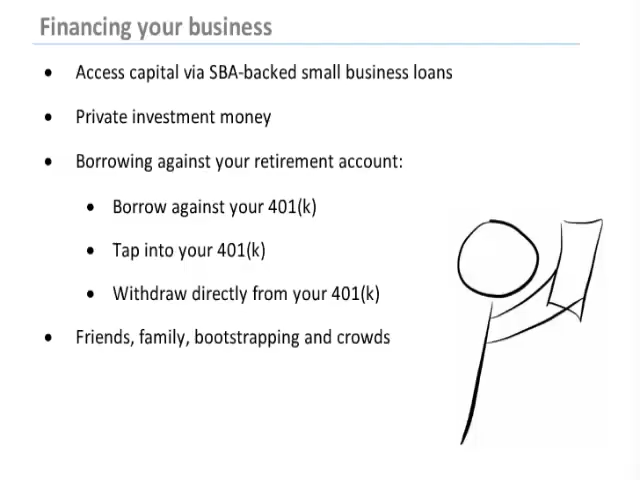 Financing your business
• Access capital via SBA-backed small business loans
• Private investment money
• Borrowing against your retirement account:
• Borrow against your 401(k)
• Tap into your 401(k)
• Withdraw directly from your 401(k)
• Friends, family, bootstrapping and crowds